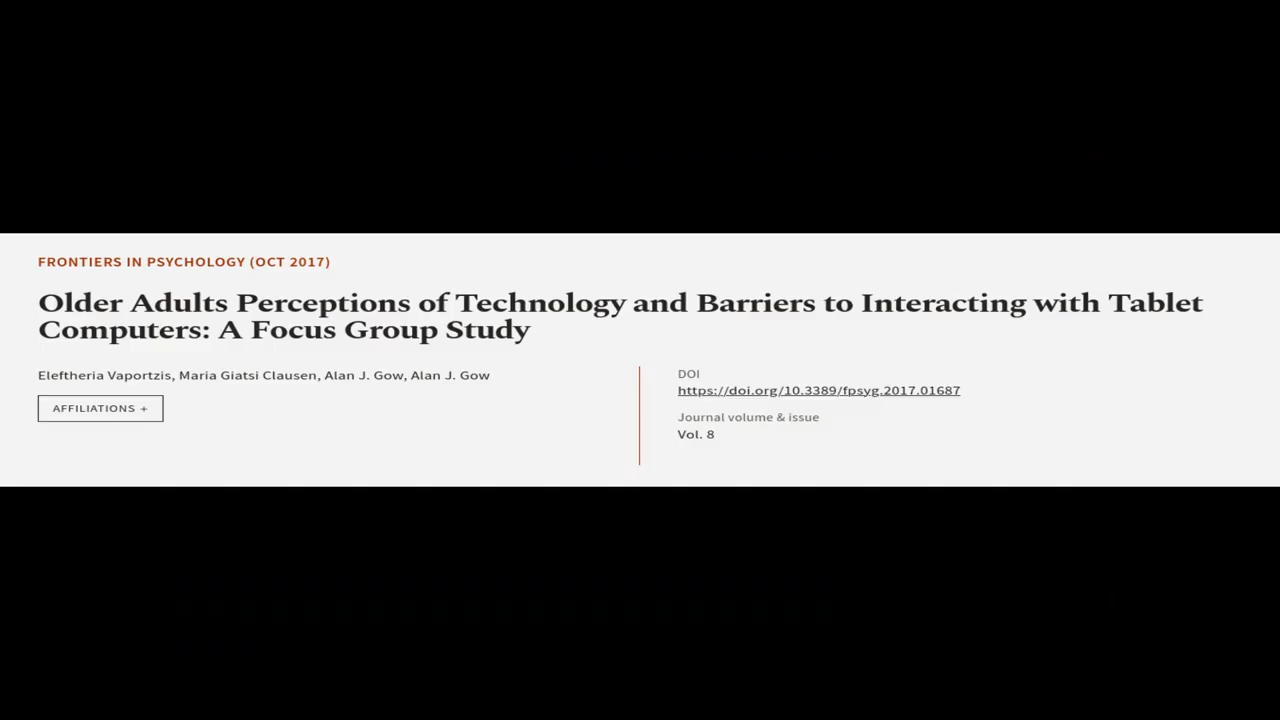 FRONTIERS IN PSYCHOLOGY (OCT 2017)
Older Adults Perceptions of Technology and Barriers to Interacting with Tablet
Computers: A Focus Group Study
Eleftheria Vaportzis, Maria Giatsi Clausen, Alan J. Gow, Alan J. Gow
AFFILIATIONS +
DOI
https://doi.org/10.3389/fpsyg.2017.01687
Journal volume & issue
Vol. 8